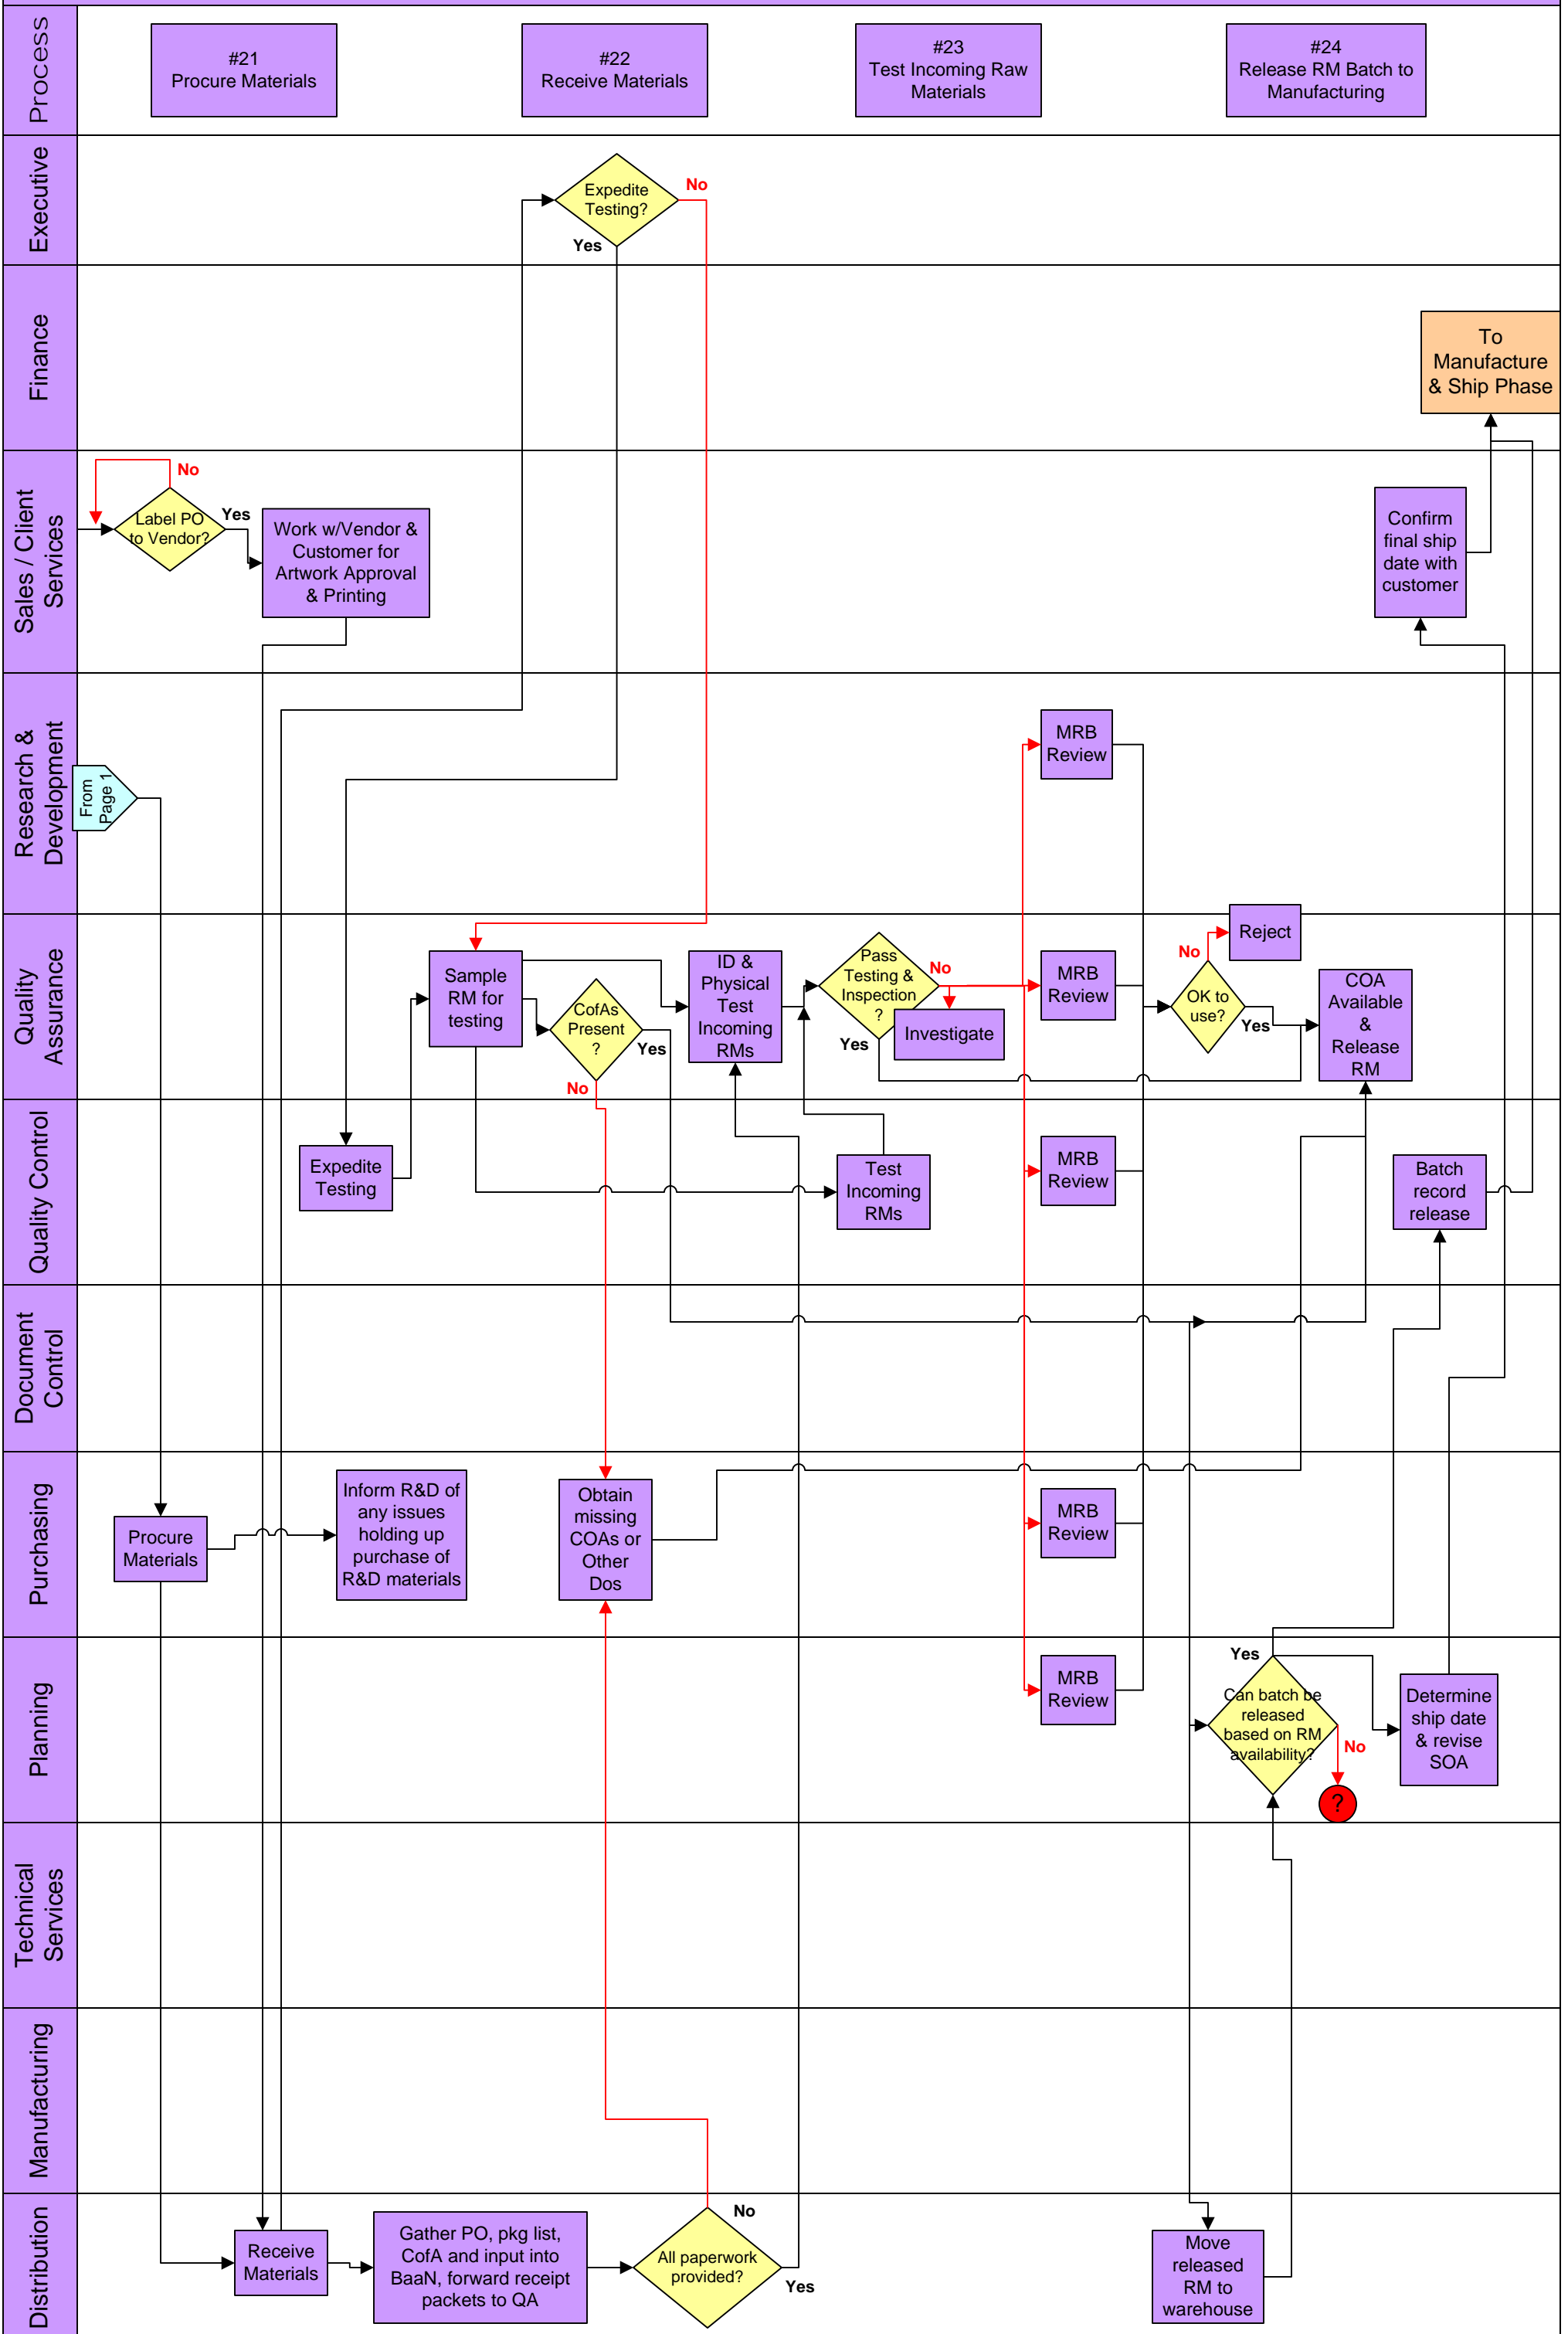 Process
#21
Procure Materials
#22
Receive Materials
#23
Test Incoming Raw
Materials
#24
Release RM Batch to
Manufacturing
Executive
Expedite
Testing?
No
Yes
Finance
To
Manufacture
& Ship Phase
Sales / Client
Services
No
Label PO
to Vendor?
Yes
Work w/Vendor &
Customer for
Artwork Approval
& Printing
Confirm
final ship
date with
customer
Research &
Development
From
Page 1
MRB
Review
Quality
Assurance
Sample
RM for
testing
CofAs
Present
?
Yes
No
ID &
Physical
Test
Incoming
RMs
Pass
Testing &
Inspection
?
No
Yes
Investigate
MRB
Review
Reject
No
OK to
use?
Yes
COA
Available
&
Release
RM
Quality Control
Expedite
Testing
Test
Incoming
RMs
MRB
Review
Batch
record
release
Document
Control
Purchasing
Procure
Materials
Inform R&D of
any issues
holding up
purchase of
R&D materials
Obtain
missing
COAs or
Other
Dos
MRB
Review
Planning
MRB
Review
Yes
Can batch be
released
based on RM
availability?
No
?
Determine
ship date
& revise
SOA
Technical
Services
Manufacturing
Distribution
Receive
Materials
Gather PO, pkg list,
CofA and input into
BaaN, forward receipt
packets to QA
All paperwork
provided?
No
Yes
Move
released
RM to
warehouse